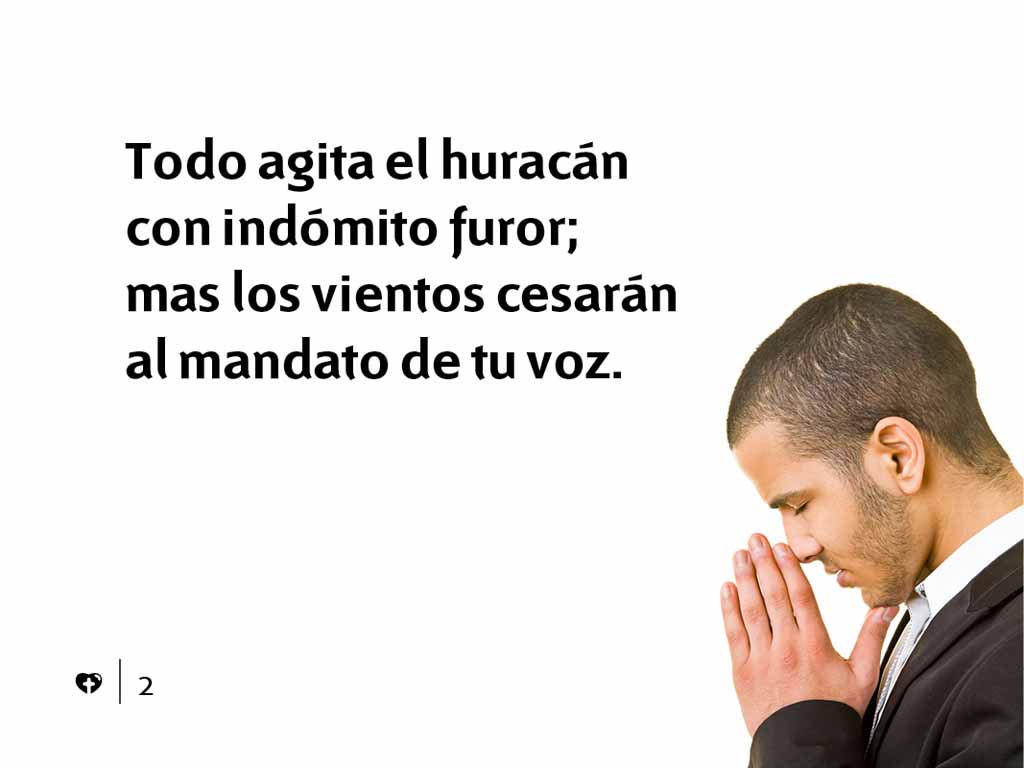 Todo agita el huracán
con indómito furor;
mas los vientos cesarán
al mandato de tu voz.
2